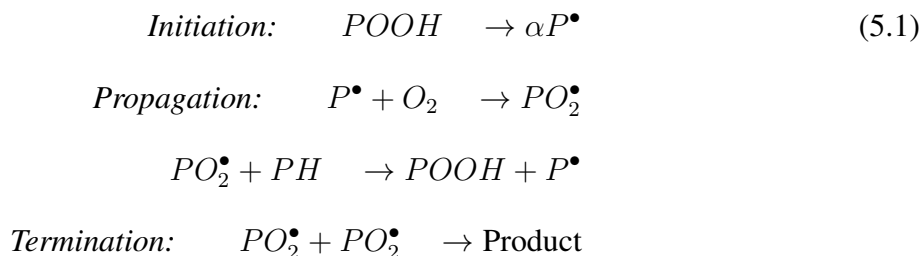 Initiation: POOH → αP• (5.1)
Propagation: P• + O₂ → PO₂•
PO₂• + PH → POOH + P•
Termination: PO₂• + PO₂• → Product